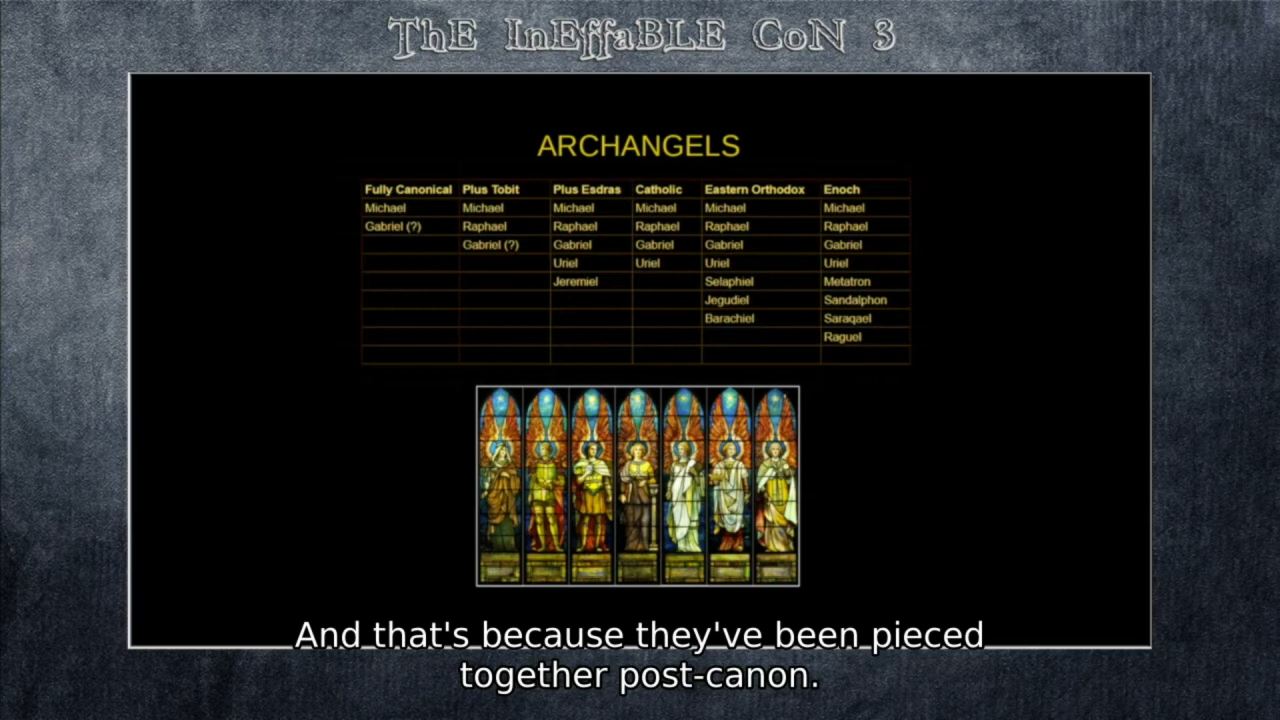 ThE InEffaBLE CoN 3
ARCHANGELS
Fully Canonical Plus Tobit Plus Esdras Catholic Eastern Orthodox Enoch
Michael Michael Michael Michael Michael Michael
Gabriel (?) Raphael Raphael Raphael Raphael Raphael
Gabriel (?) Gabriel Gabriel Gabriel Gabriel
Uriel Uriel Uriel Uriel
Jeremiel Selaphiel Metatron
Jegudiel Sandalphon
Barachiel Saraqael
Raguel
And that's because they've been pieced
together post-canon.